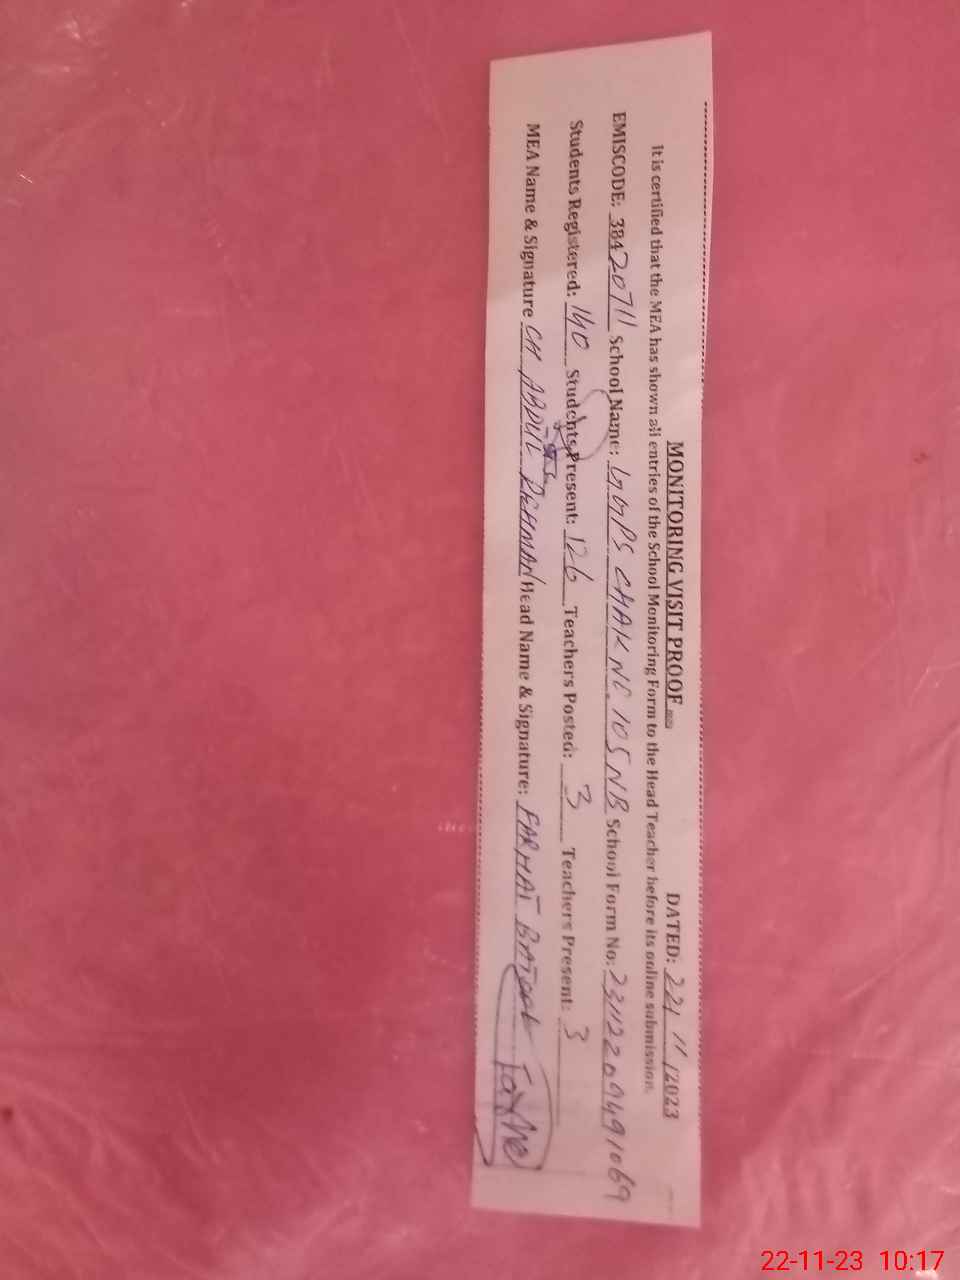 MONITORING VISIT PROOF DATED: 22/11/2023
It is certified that the MEA has shown all entries of the School Monitoring Form to the Head Teacher before its online submission.
EMISCODE: 38420711 School Name: GGPS CHAK NO. 105 NB School Form No: 23112209491069
Students Registered: 140 Students Present: 126 Teachers Posted: 3 Teachers Present: 3
MEA Name & Signature CH ABDUL REHMAN Head Name & Signature: FARHAT BATOOL
22-11-23 10:17